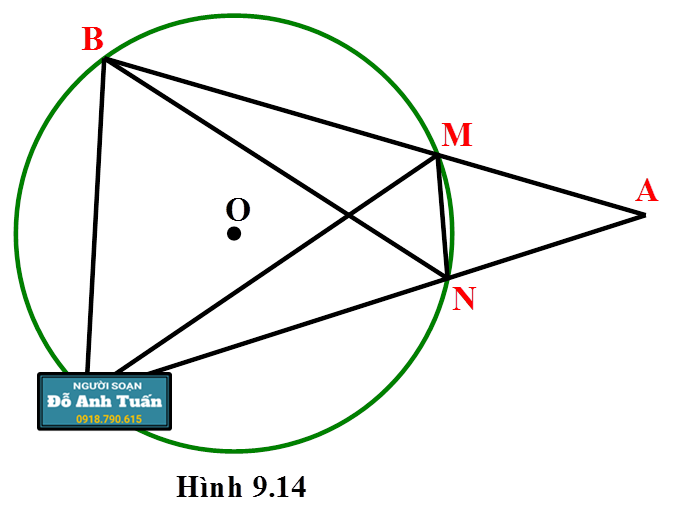 B
M
A
O
N
NGƯỜI SOẠN
Đỗ Anh Tuấn
0918.790.615
Hình 9.14